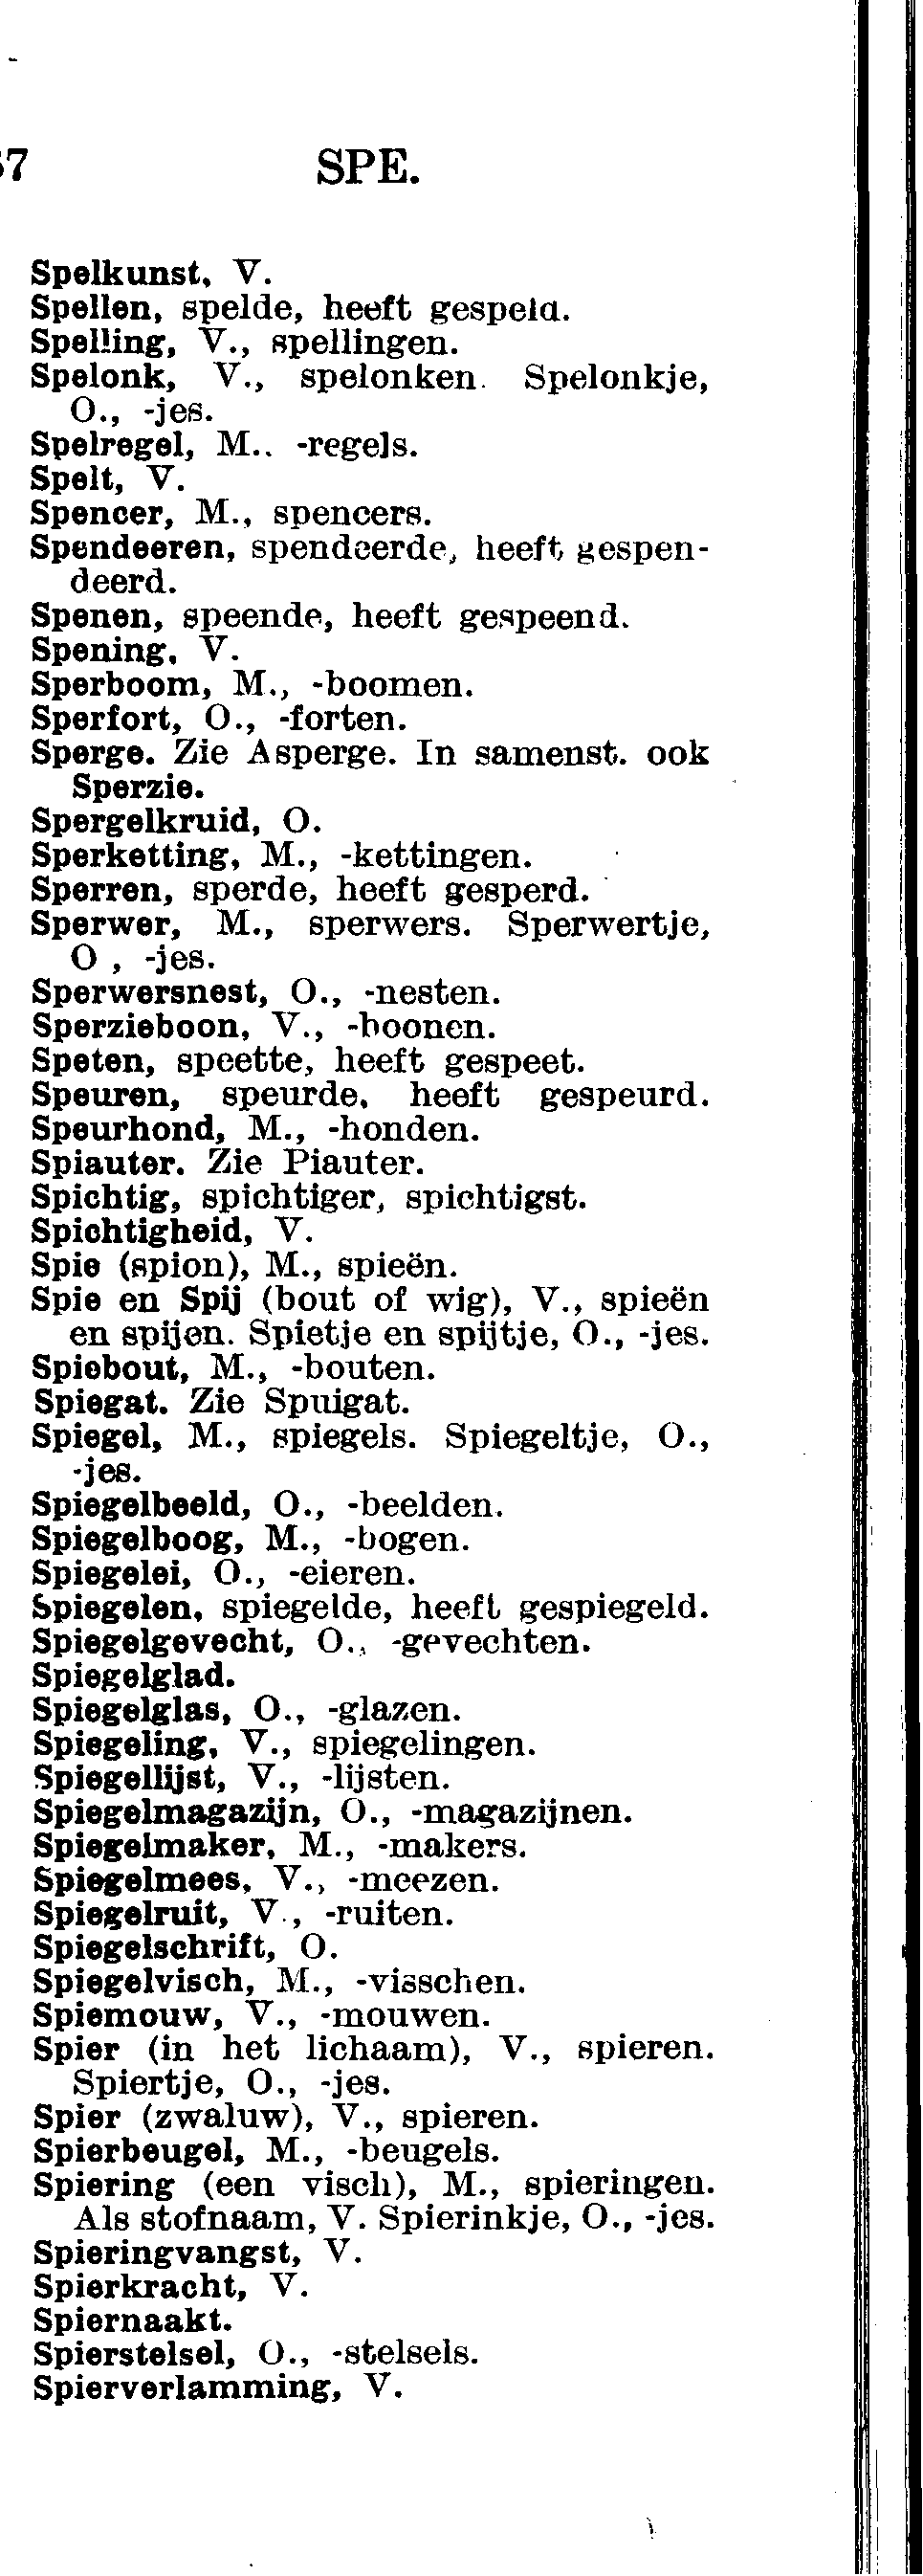 67
SPE.
Spelkunst, V.
Spellen, spelde, heeft gespeld.
Spelling, V., spellingen.
Spelonk, V., spelonken. Spelonkje,
O., -jes.
Spelregel, M., -regels.
Spelt, V.
Spencer, M., spencers.
Spendeeren, spendeerde, heeft gespen-
deerd.
Spenen, speende, heeft gespeend.
Spening, V.
Sperboom, M., -boomen.
Sperfort, O., -forten.
Sperge. Zie Asperge. In samenst. ook
Sperzie.
Spergelkruid, O.
Sperketting, M., -kettingen.
Sperren, sperde, heeft gesperd.
Sperwer, M., sperwers. Sperwertje,
O., -jes.
Sperwersnest, O., -nesten.
Sperzieboon, V., -boonen.
Speten, speette, heeft gespeet.
Speuren, speurde, heeft gespeurd.
Speurhond, M., -honden.
Spiauter. Zie Piauter.
Spichtig, spichtiger, spichtigst.
Spichtigheid, V.
Spie (spion), M., spieën.
Spie en Spij (bout of wig), V., spieën
en spijen. Spietje en spijtje, O., -jes.
Spiebout, M., -bouten.
Spiegat. Zie Spuigat.
Spiegel, M., spiegels. Spiegeltje, O.,
-jes.
Spiegelbeeld, O., -beelden.
Spiegelboog, M., -bogen.
Spiegelei, O., -eieren.
Spiegelen, spiegelde, heeft gespiegeld.
Spiegelgevecht, O., -gevechten.
Spiegelglad.
Spiegelglas, O., -glazen.
Spiegeling, V., spiegelingen.
Spiegellijst, V., -lijsten.
Spiegelmagazijn, O., -magazijnen.
Spiegelmaker, M., -makers.
Spiegelmees, V., -meezen.
Spiegelruit, V., -ruiten.
Spiegelschrift, O.
Spiegelvisch, M., -visschen.
Spiemouw, V., -mouwen.
Spier (in het lichaam), V., spieren.
Spiertje, O., -jes.
Spier (zwaluw), V., spieren.
Spierbeugel, M., -beugels.
Spiering (een visch), M., spieringen.
Als stofnaam, V. Spierinkje, O., -jes.
Spieringvangst, V.
Spierkracht, V.
Spiernaakt.
Spierstelsel, O., -stelsels.
Spierverlamming, V.